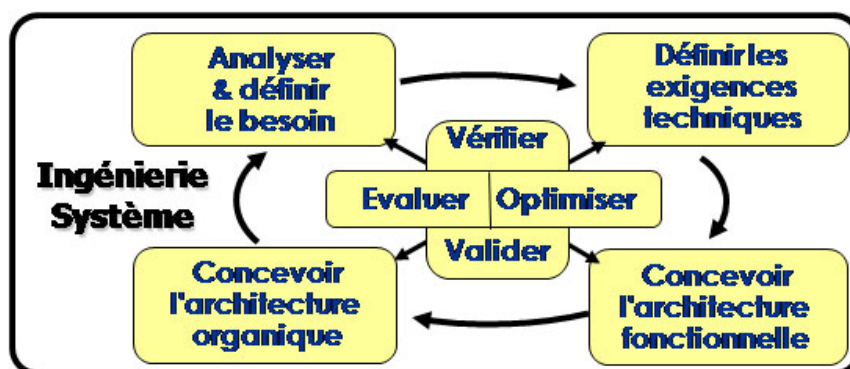 Analyser
& définir
le besoin
Définir les
exigences
techniques
Vérifier
Ingénierie
Système
Evaluer
Optimiser
Valider
Concevoir
l'architecture
organique
Concevoir
l'architecture
fonctionnelle